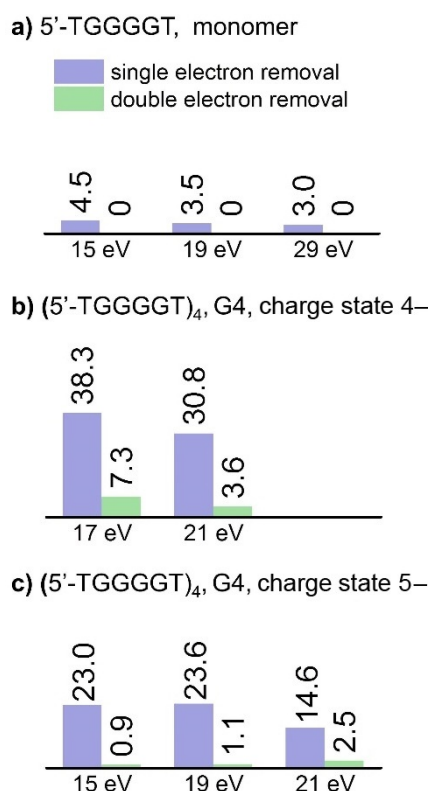 a) 5'-TGGGGT, monomer
single electron removal
double electron removal
4.5 0 3.5 0 3.0 0
15 eV 19 eV 29 eV
b) (5'-TGGGGT)₄, G4, charge state 4–
38.3 7.3 30.8 3.6
17 eV 21 eV
c) (5'-TGGGGT)₄, G4, charge state 5–
23.0 0.9 23.6 1.1 14.6 2.5
15 eV 19 eV 21 eV